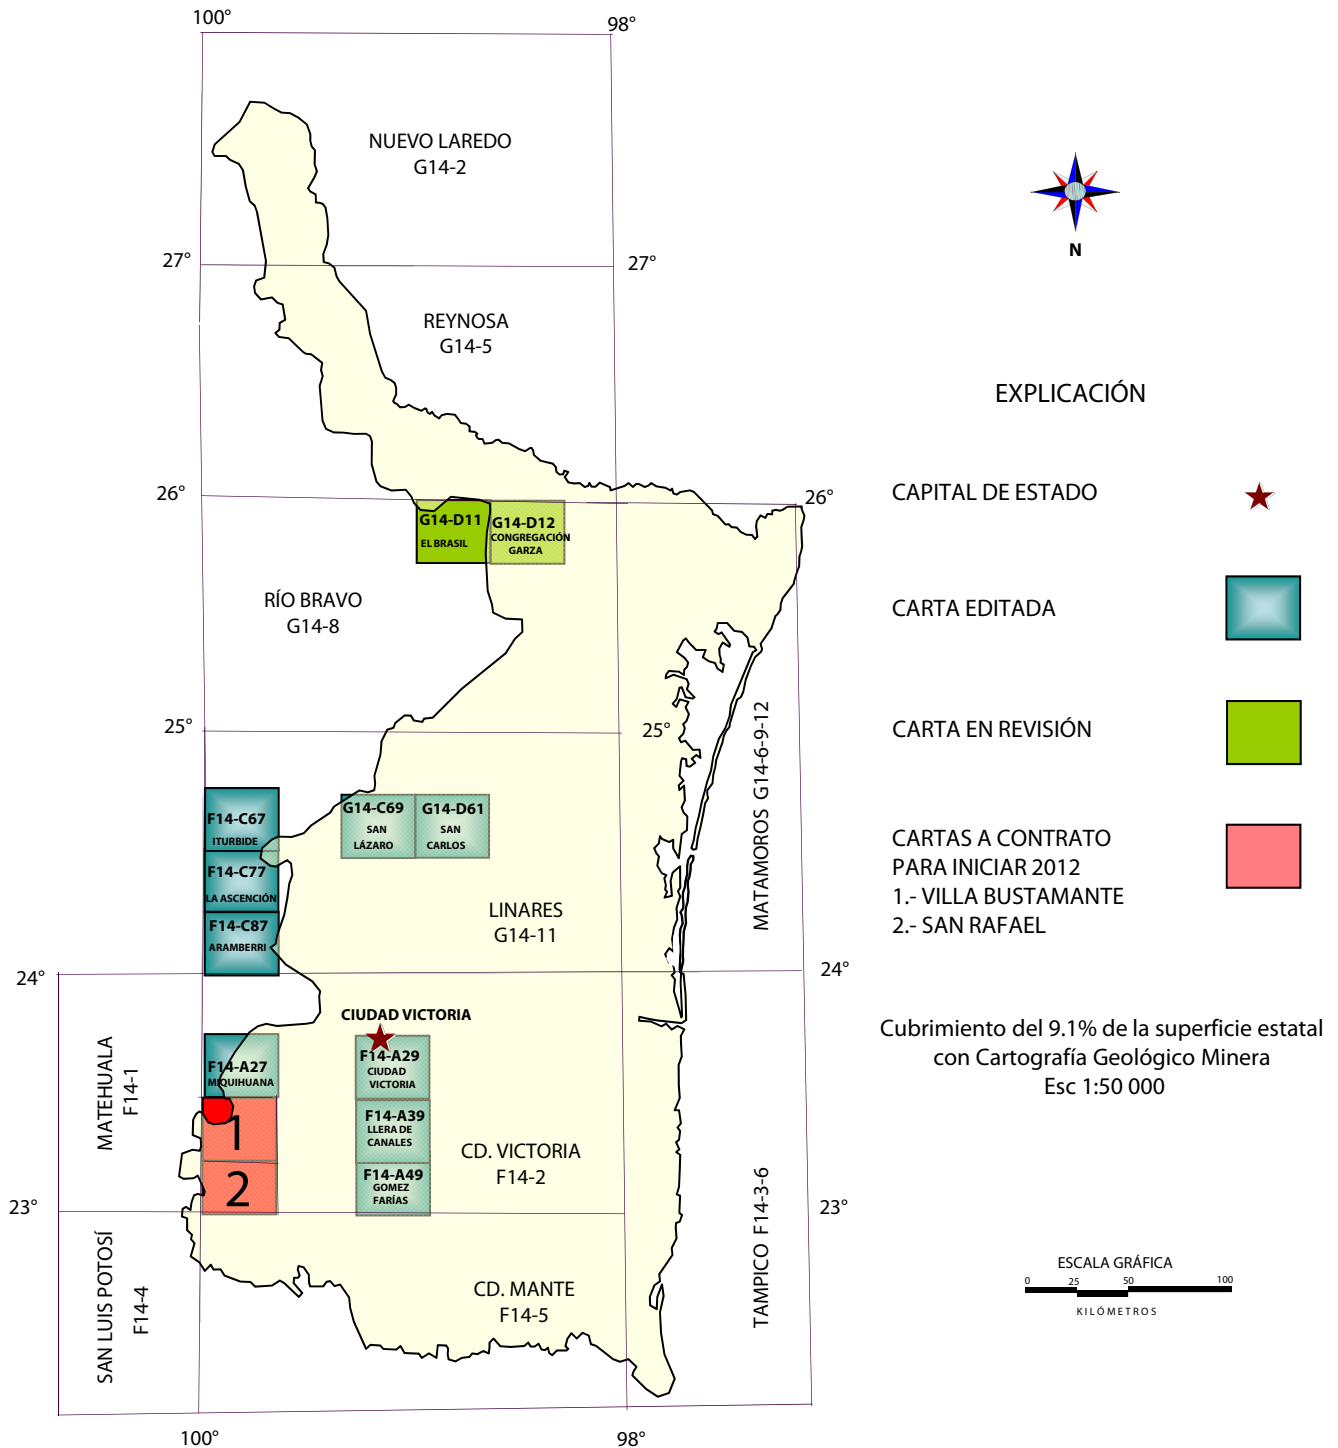 100°
98°
NUEVO LAREDO
G14-2
N
27°
27°
REYNOSA
G14-5
EXPLICACIÓN
26°
26°
CAPITAL DE ESTADO
G14-D11
EL BRASIL
G14-D12
CONGREGACIÓN
GARZA
RÍO BRAVO
G14-8
CARTA EDITADA
25°
25°
CARTA EN REVISIÓN
MATAMOROS G14-6-9-12
F14-C67
ITURBIDE
G14-C69
SAN
LÁZARO
G14-D61
SAN
CARLOS
CARTAS A CONTRATO
PARA INICIAR 2012
1.- VILLA BUSTAMANTE
2.- SAN RAFAEL
F14-C77
LA ASCENCIÓN
F14-C87
ARAMBERRI
LINARES
G14-11
24°
24°
CIUDAD VICTORIA
Cubrimiento del 9.1% de la superficie estatal
con Cartografía Geológico Minera
Esc 1:50 000
MATEHUALA
F14-1
F14-A27
MIQUIHUANA
F14-A29
CIUDAD
VICTORIA
1
F14-A39
LLERA DE
CANALES
2
F14-A49
GOMEZ
FARÍAS
CD. VICTORIA
F14-2
23°
23°
TAMPICO F14-3-6
SAN LUIS POTOSÍ
F14-4
CD. MANTE
F14-5
ESCALA GRÁFICA
0 25 50 100
KILÓMETROS
100°
98°